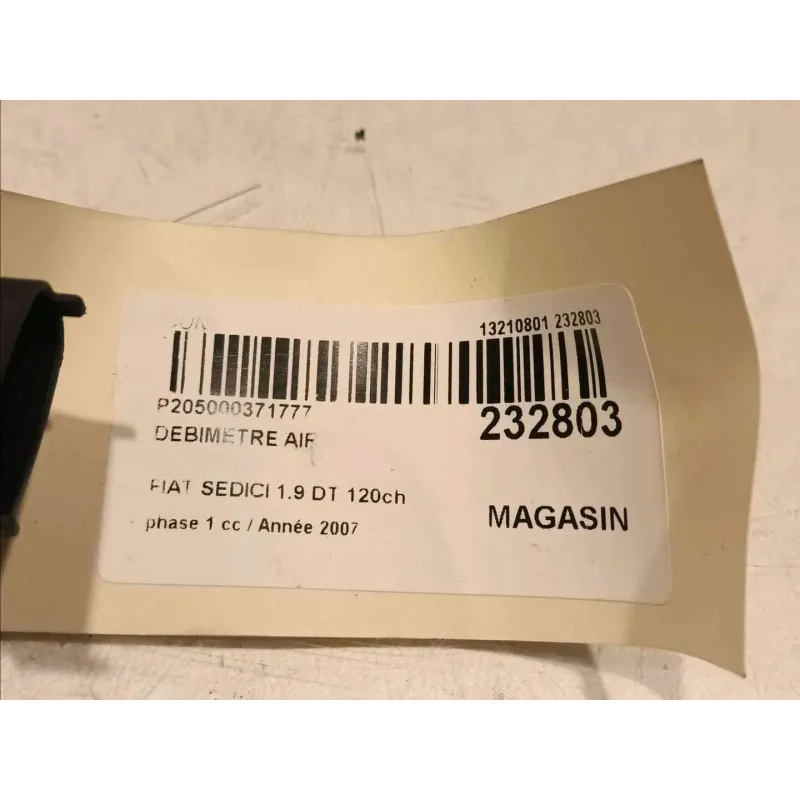 13210801 232803
P205000371777
232803
DEBIMETRE AIR
FIAT SEDICI 1.9 DT 120ch
MAGASIN
phase 1 cc / Année 2007